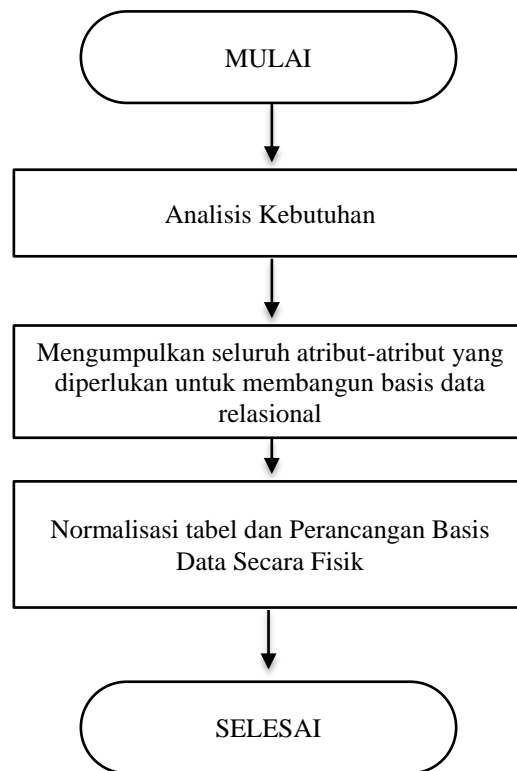 MULAI
Analisis Kebutuhan
Mengumpulkan seluruh atribut-atribut yang
diperlukan untuk membangun basis data
relasional
Normalisasi tabel dan Perancangan Basis
Data Secara Fisik
SELESAI